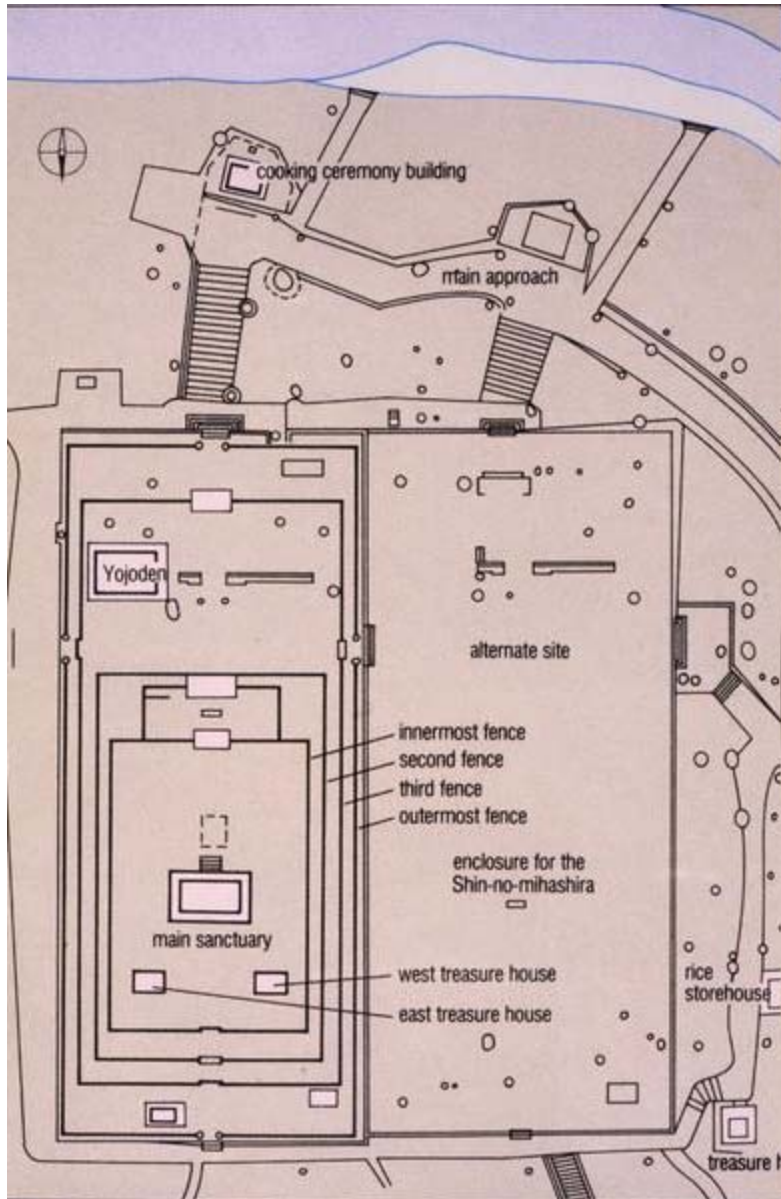 cooking ceremony building
main approach
Yojoden
alternate site
innermost fence
second fence
third fence
outermost fence
enclosure for the
Shin-no-mihashira
main sanctuary
west treasure house
east treasure house
rice
storehouse
treasure h